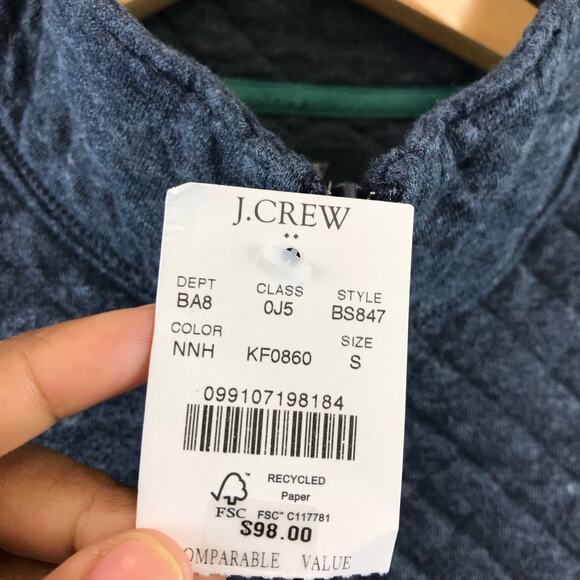 J.CREW
DEPT CLASS STYLE
BA8 0J5 BS847
COLOR SIZE
NNH KF0860 S
099107198184
RECYCLED
Paper
FSC™ C117781
FSC
$98.00
OMPARABLE VALUE